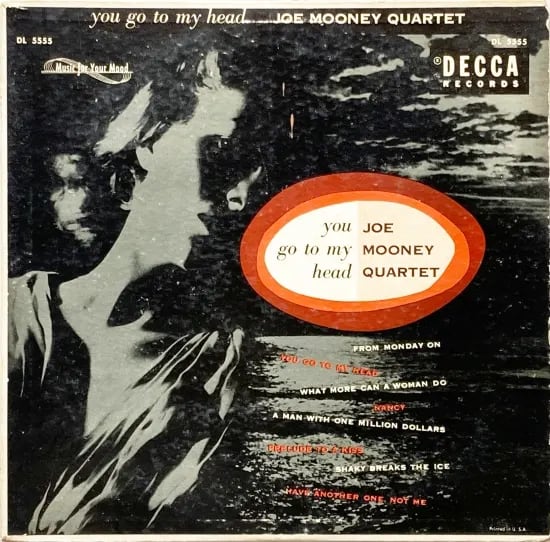 you go to my head.....JOE MOONEY QUARTET
DL 5555
DL 5555
Music for Your Mood
® DECCA
RECORDS
you JOE
go to my MOONEY
head QUARTET
FROM MONDAY ON
YOU GO TO MY HEAD
WHAT MORE CAN A WOMAN DO
NANCY
A MAN WITH ONE MILLION DOLLARS
PRELUDE TO A KISS
SHAKY BREAKS THE ICE
HAVE ANOTHER ONE NOT ME
Printed in U.S.A.